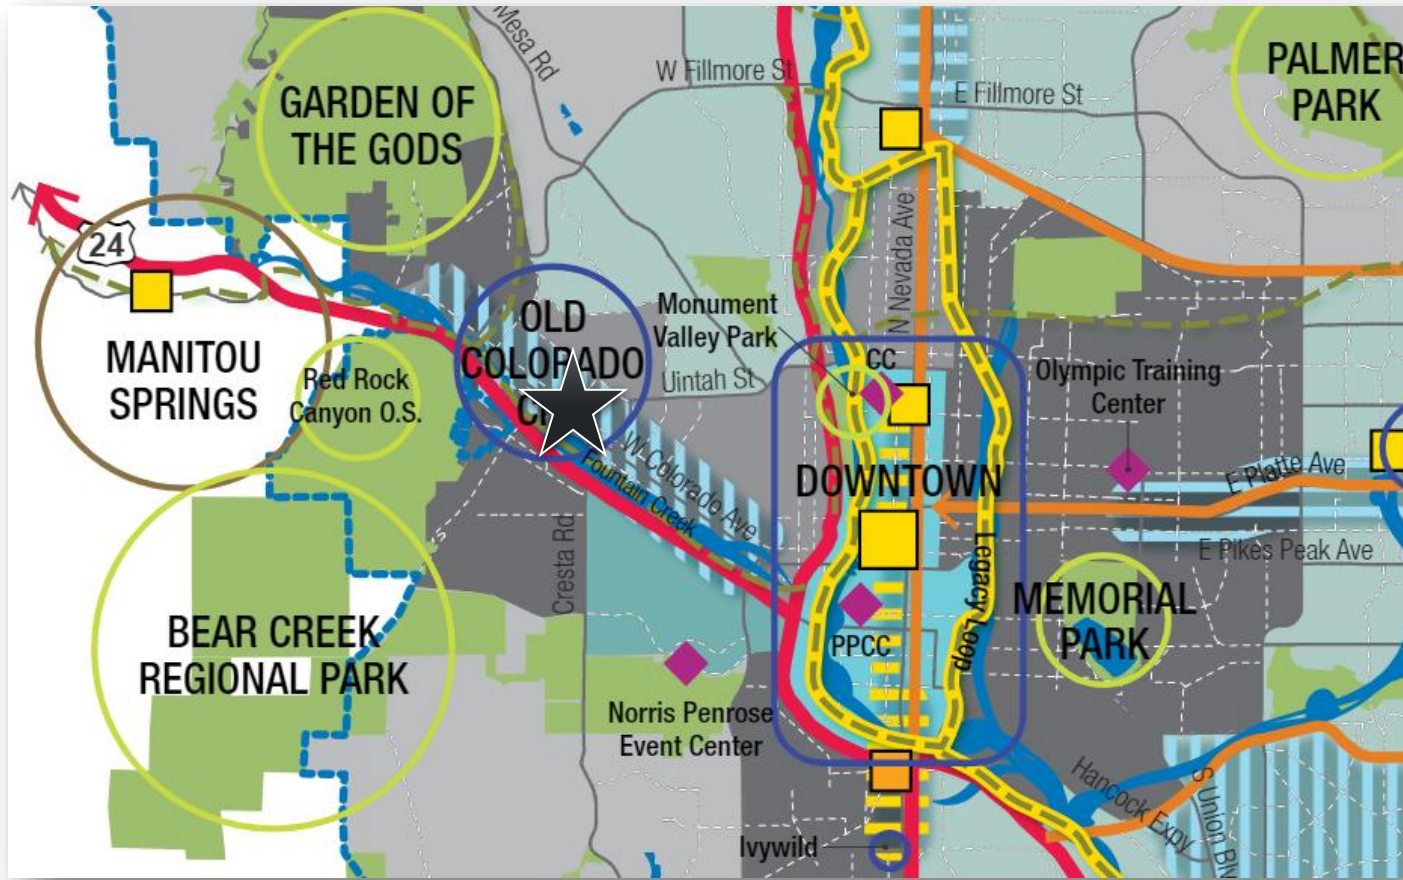 Mesa Rd
W Fillmore St
E Fillmore St
PALMER
PARK
GARDEN OF
THE GODS
24
N Nevada Ave
MANITOU
SPRINGS
Red Rock
Canyon O.S.
OLD
COLORADO
Monument
Valley Park
Uintah St
CC
Olympic Training
Center
W Colorado Ave
Fountain Creek
DOWNTOWN
E Platte Ave
E Pikes Peak Ave
Cresta Rd
Legacy Loop
MEMORIAL
PARK
PPCC
BEAR CREEK
REGIONAL PARK
Norris Penrose
Event Center
Hancock Expy
S Union Blv
Ivywild